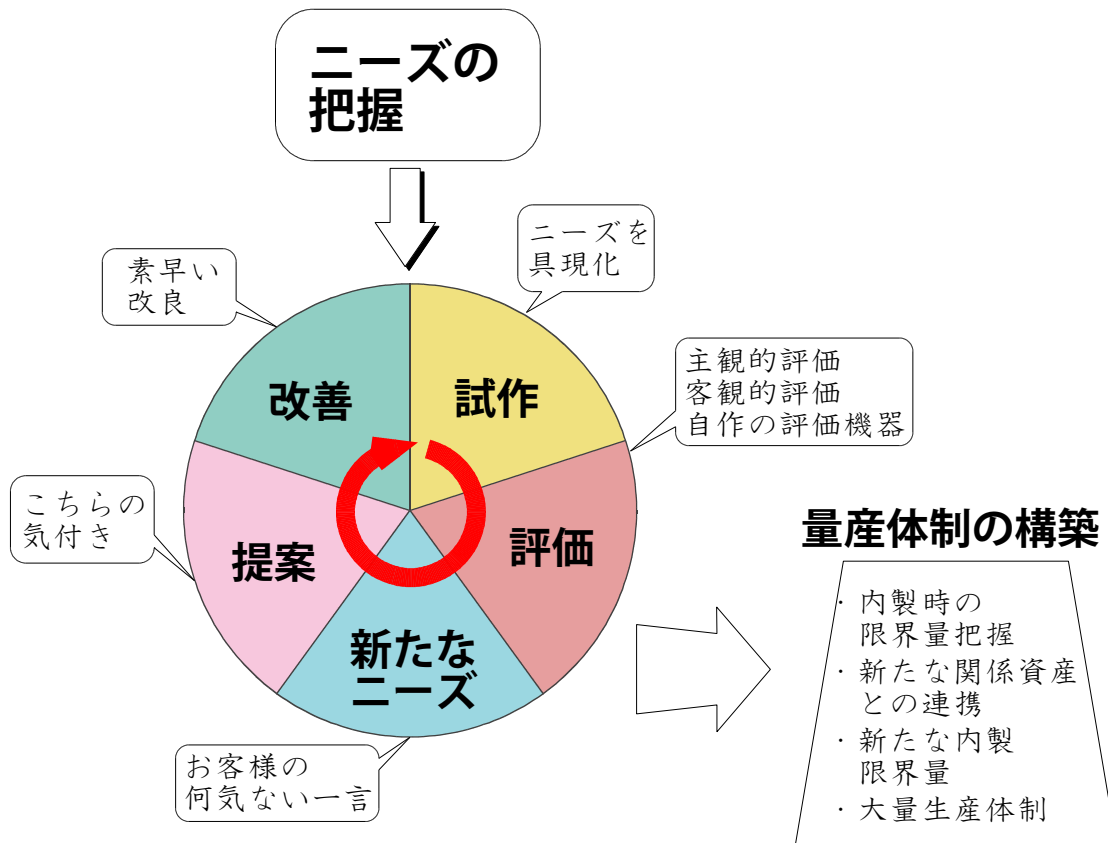 ニーズの
把握
ニーズを
具現化
素早い
改良
主観的評価
客観的評価
自作の評価機器
改善
試作
こちらの
気付き
提案
評価
新たな
ニーズ
お客様の
何気ない一言
量産体制の構築
・内製時の
限界量把握
・新たな関係資産
との連携
・新たな内製
限界量
・大量生産体制